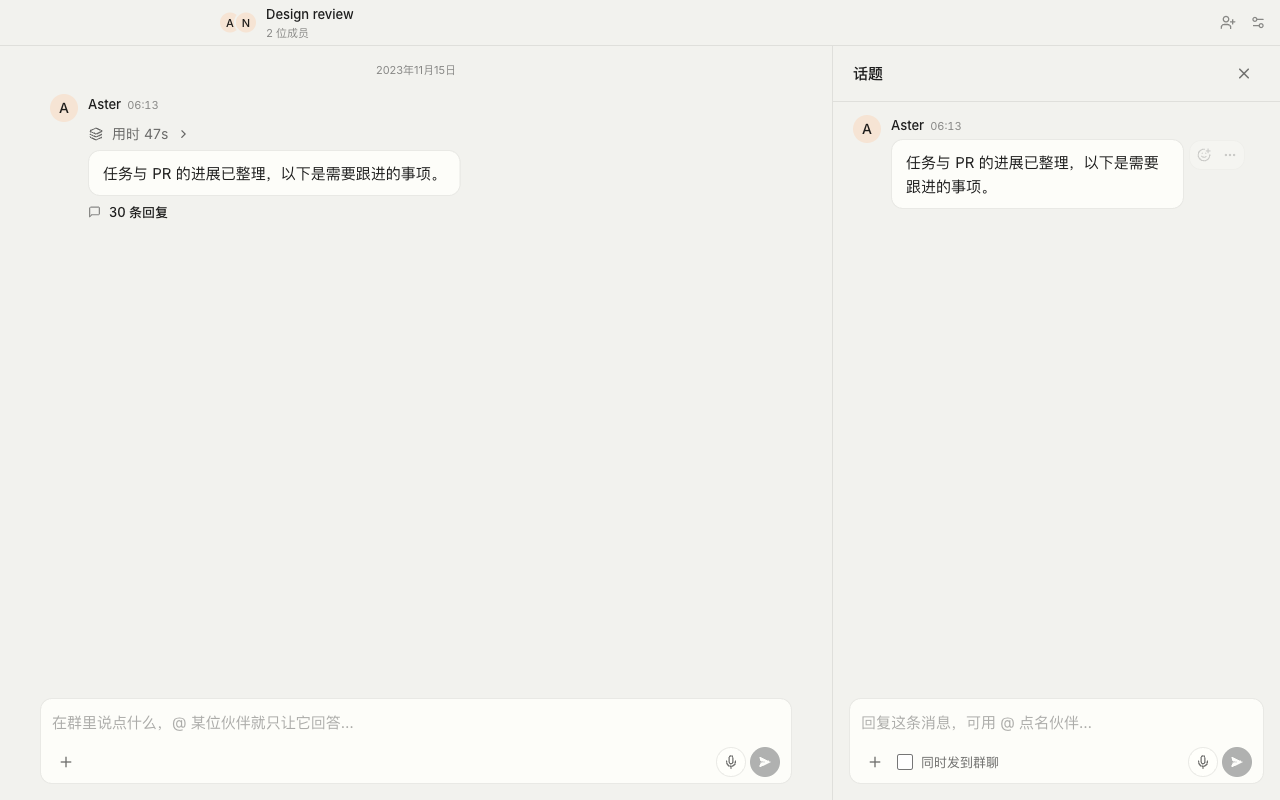 A N
Design review
2 位成员
2023年11月15日
A
Aster 06:13
用时 47s
任务与 PR 的进展已整理，以下是需要跟进的事项。
30 条回复
在群里说点什么，@ 某位伙伴就只让它回答...
话题
A
Aster 06:13
任务与 PR 的进展已整理，以下是需要
跟进的事项。
回复这条消息，可用 @ 点名伙伴...
同时发到群聊